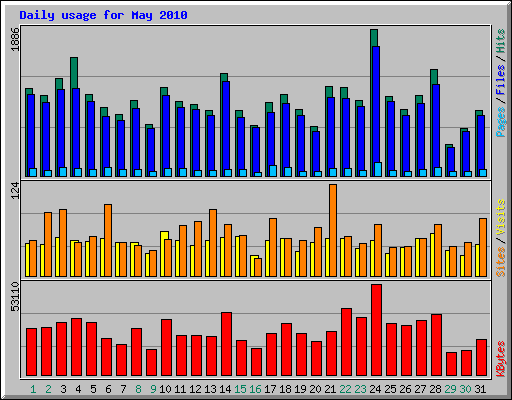 Daily usage for May 2010
1886
Pages / Files / Hits
124
Sites / Visits
53110
KBytes
1 2 3 4 5 6 7 8 9 10 11 12 13 14 15 16 17 18 19 20 21 22 23 24 25 26 27 28 29 30 31